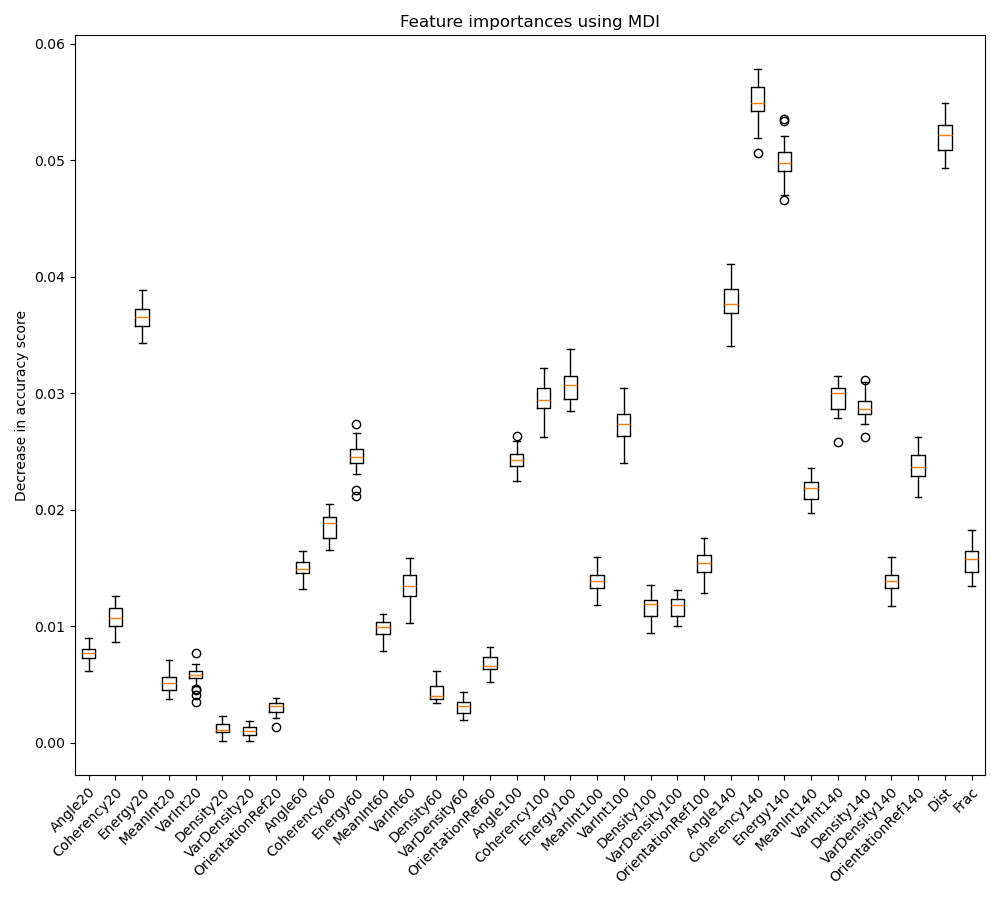 Feature importances using MDI
Decrease in accuracy score
0.06
0.05
0.04
0.03
0.02
0.01
0.00
Angle20
Coherency20
Energy20
MeanInt20
VarInt20
Density20
VarDensity20
OrientationRef20
Angle60
Coherency60
Energy60
MeanInt60
VarInt60
Density60
VarDensity60
OrientationRef60
Angle100
Coherency100
Energy100
MeanInt100
VarInt100
Density100
VarDensity100
OrientationRef100
Angle140
Coherency140
Energy140
MeanInt140
VarInt140
Density140
VarDensity140
OrientationRef140
Dist
Frac